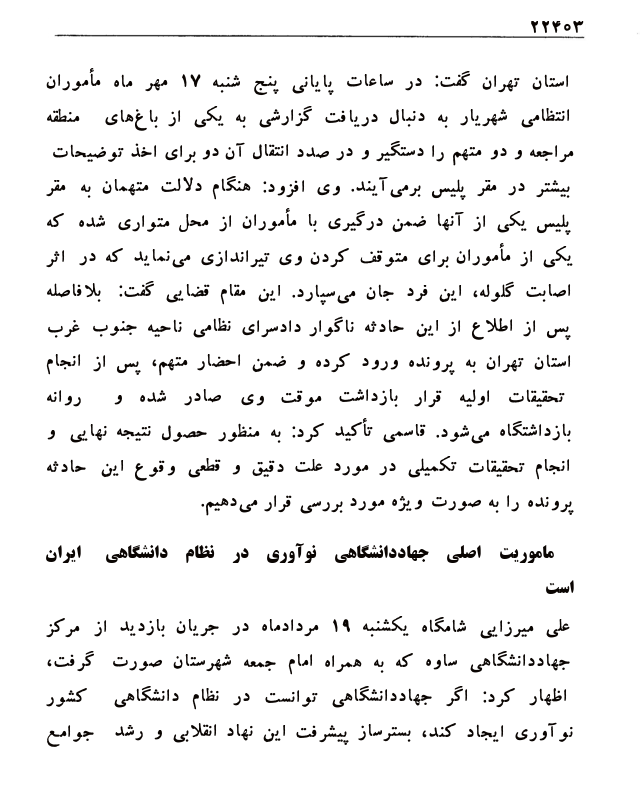 ۲۲۴۰۳
استان تهران گفت: در ساعات پایانی پنج شنبه ۱۷ مهر ماه مأموران
انتظامی شهریار به دنبال دریافت گزارشی به یکی از باغ‌های منطقه
مراجعه و دو متهم را دستگیر و در صدد انتقال آن دو برای اخذ توضیحات
بیشتر در مقر پلیس برمی‌آیند. وی افزود: هنگام دلالت متهمان به مقر
پلیس یکی از آنها ضمن درگیری با مأموران از محل متواری شده که
یکی از مأموران برای متوقف کردن وی تیراندازی می‌نماید که در اثر
اصابت گلوله، این فرد جان می‌سپارد. این مقام قضایی گفت: بلافاصله
پس از اطلاع از این حادثه ناگوار دادسرای نظامی ناحیه جنوب غرب
استان تهران به پرونده ورود کرده و ضمن احضار متهم، پس از انجام
تحقیقات اولیه قرار بازداشت موقت وی صادر شده و روانه
بازداشتگاه می‌شود. قاسمی تأکید کرد: به منظور حصول نتیجه نهایی و
انجام تحقیقات تکمیلی در مورد علت دقیق و قطعی وقوع این حادثه
پرونده را به صورت ویژه مورد بررسی قرار می‌دهیم.
ماموریت اصلی جهاددانشگاهی نوآوری در نظام دانشگاهی ایران
است
علی میرزایی شامگاه یکشنبه ۱۹ مردادماه در جریان بازدید از مرکز
جهاددانشگاهی ساوه که به همراه امام جمعه شهرستان صورت گرفت،
اظهار کرد: اگر جهاددانشگاهی توانست در نظام دانشگاهی کشور
نوآوری ایجاد کند، بسترساز پیشرفت این نهاد انقلابی و رشد جوامع